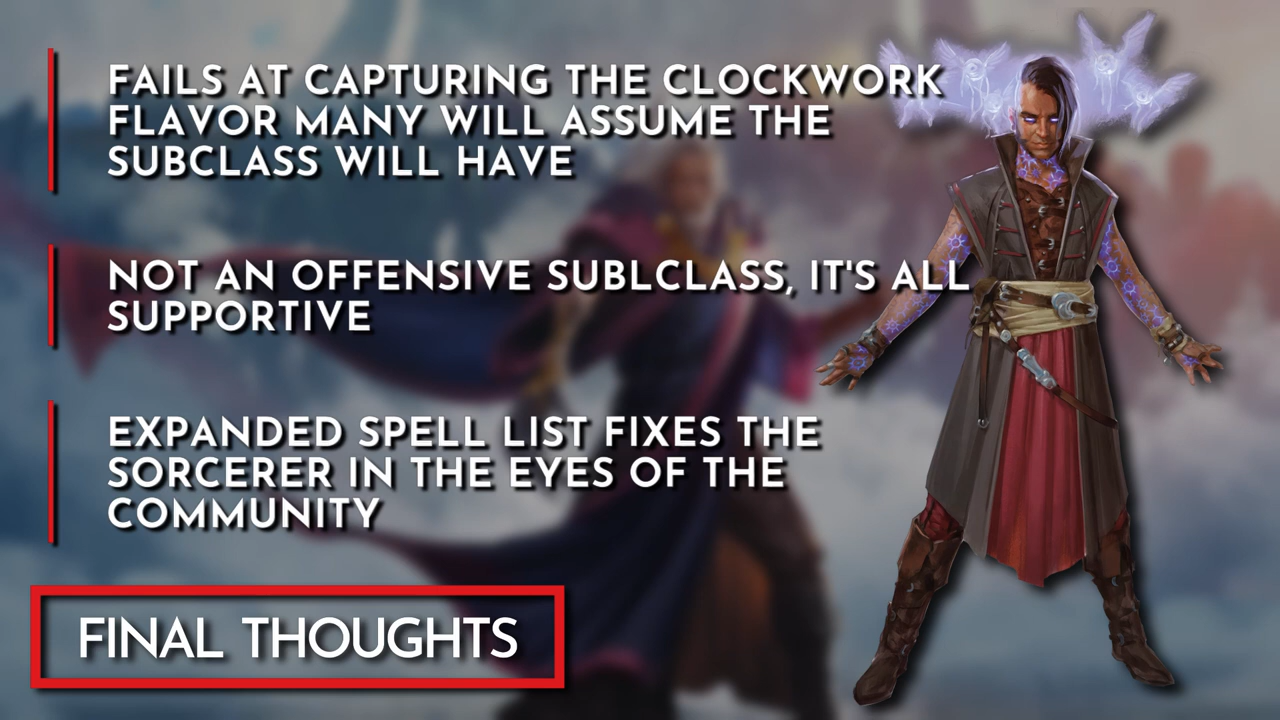 FAILS AT CAPTURING THE CLOCKWORK
FLAVOR MANY WILL ASSUME THE
SUBCLASS WILL HAVE
NOT AN OFFENSIVE SUBLCLASS, IT'S ALL
SUPPORTIVE
EXPANDED SPELL LIST FIXES THE
SORCERER IN THE EYES OF THE
COMMUNITY
FINAL THOUGHTS